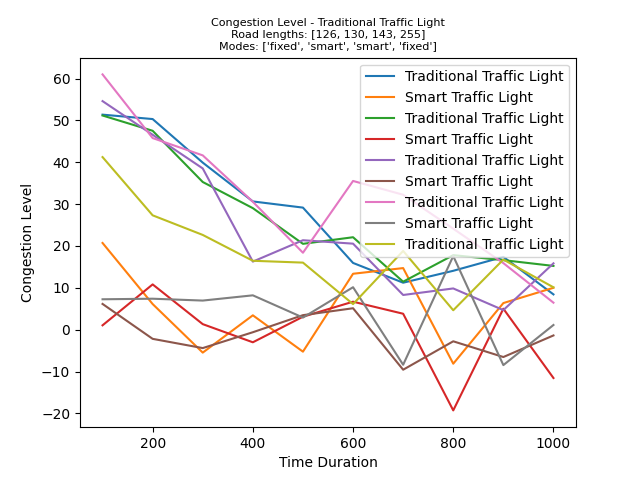 Congestion Level - Traditional Traffic Light
Road lengths: [126, 130, 143, 255]
Modes: ['fixed', 'smart', 'smart', 'fixed']
Traditional Traffic Light
Smart Traffic Light
Traditional Traffic Light
Smart Traffic Light
Traditional Traffic Light
Smart Traffic Light
Traditional Traffic Light
Smart Traffic Light
Traditional Traffic Light
Congestion Level
60
50
40
30
20
10
0
−10
−20
200 400 600 800 1000
Time Duration